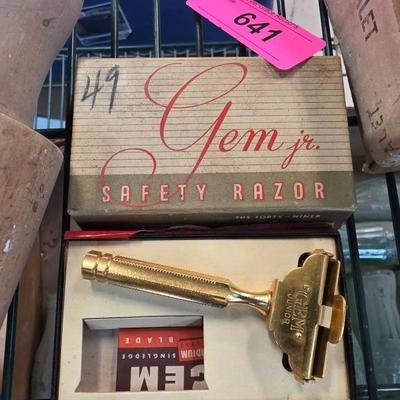 641
49
Gem jr.
SAFETY RAZOR
THE FORTY-NINER
GEM
JUNIOR
SINGLEDGE
BLADE
GEM